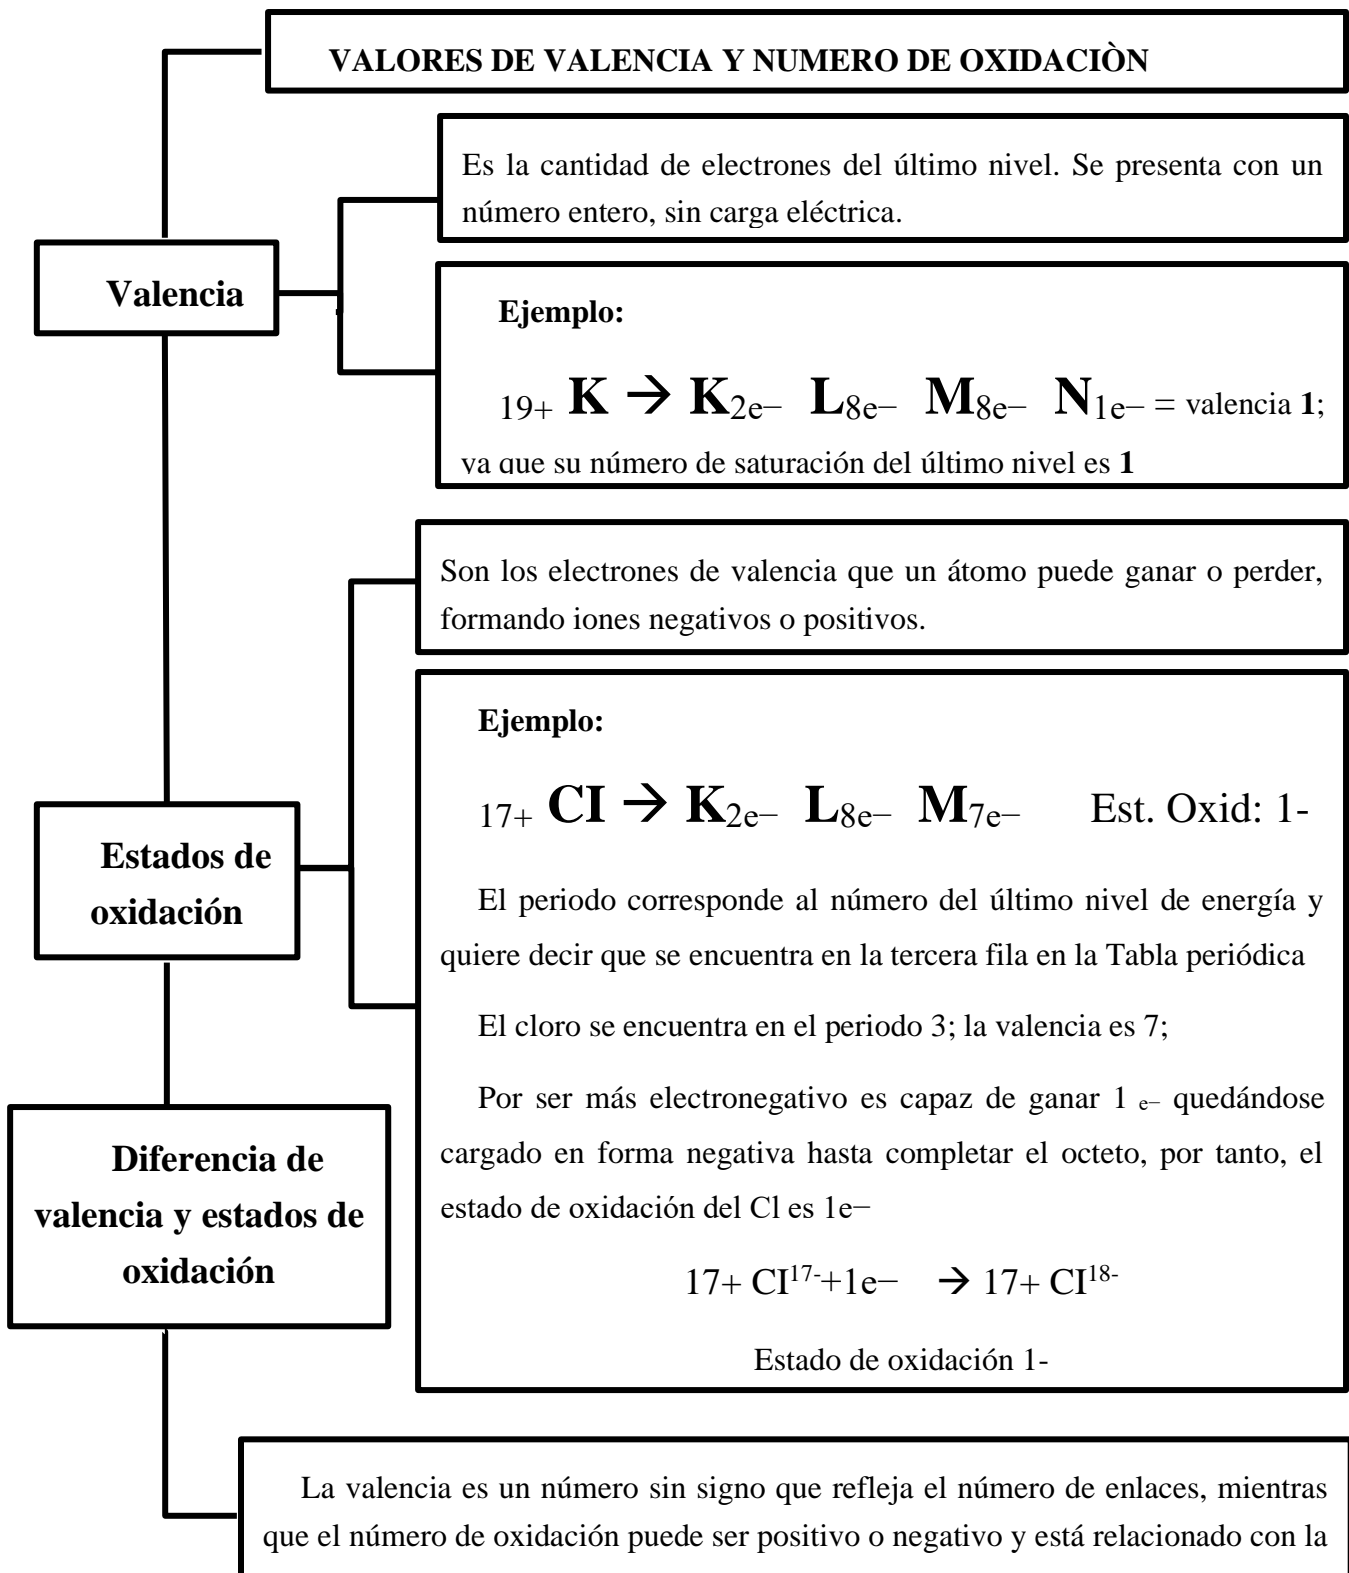 VALORES DE VALENCIA Y NUMERO DE OXIDACIÒN
Es la cantidad de electrones del último nivel. Se presenta con un
número entero, sin carga eléctrica.
Valencia
Ejemplo:
19+ K → K2e− L8e− M8e− N1e− = valencia 1;
ya que su número de saturación del último nivel es 1
Son los electrones de valencia que un átomo puede ganar o perder,
formando iones negativos o positivos.
Estados de
oxidación
Ejemplo:
17+ CI → K2e− L8e− M7e− Est. Oxid: 1-
El periodo corresponde al número del último nivel de energía y
quiere decir que se encuentra en la tercera fila en la Tabla periódica
El cloro se encuentra en el periodo 3; la valencia es 7;
Por ser más electronegativo es capaz de ganar 1 e− quedándose
cargado en forma negativa hasta completar el octeto, por tanto, el
estado de oxidación del Cl es 1e−
17+ CI17-+1e− → 17+ CI18-
Estado de oxidación 1-
Diferencia de
valencia y estados de
oxidación
La valencia es un número sin signo que refleja el número de enlaces, mientras
que el número de oxidación puede ser positivo o negativo y está relacionado con la